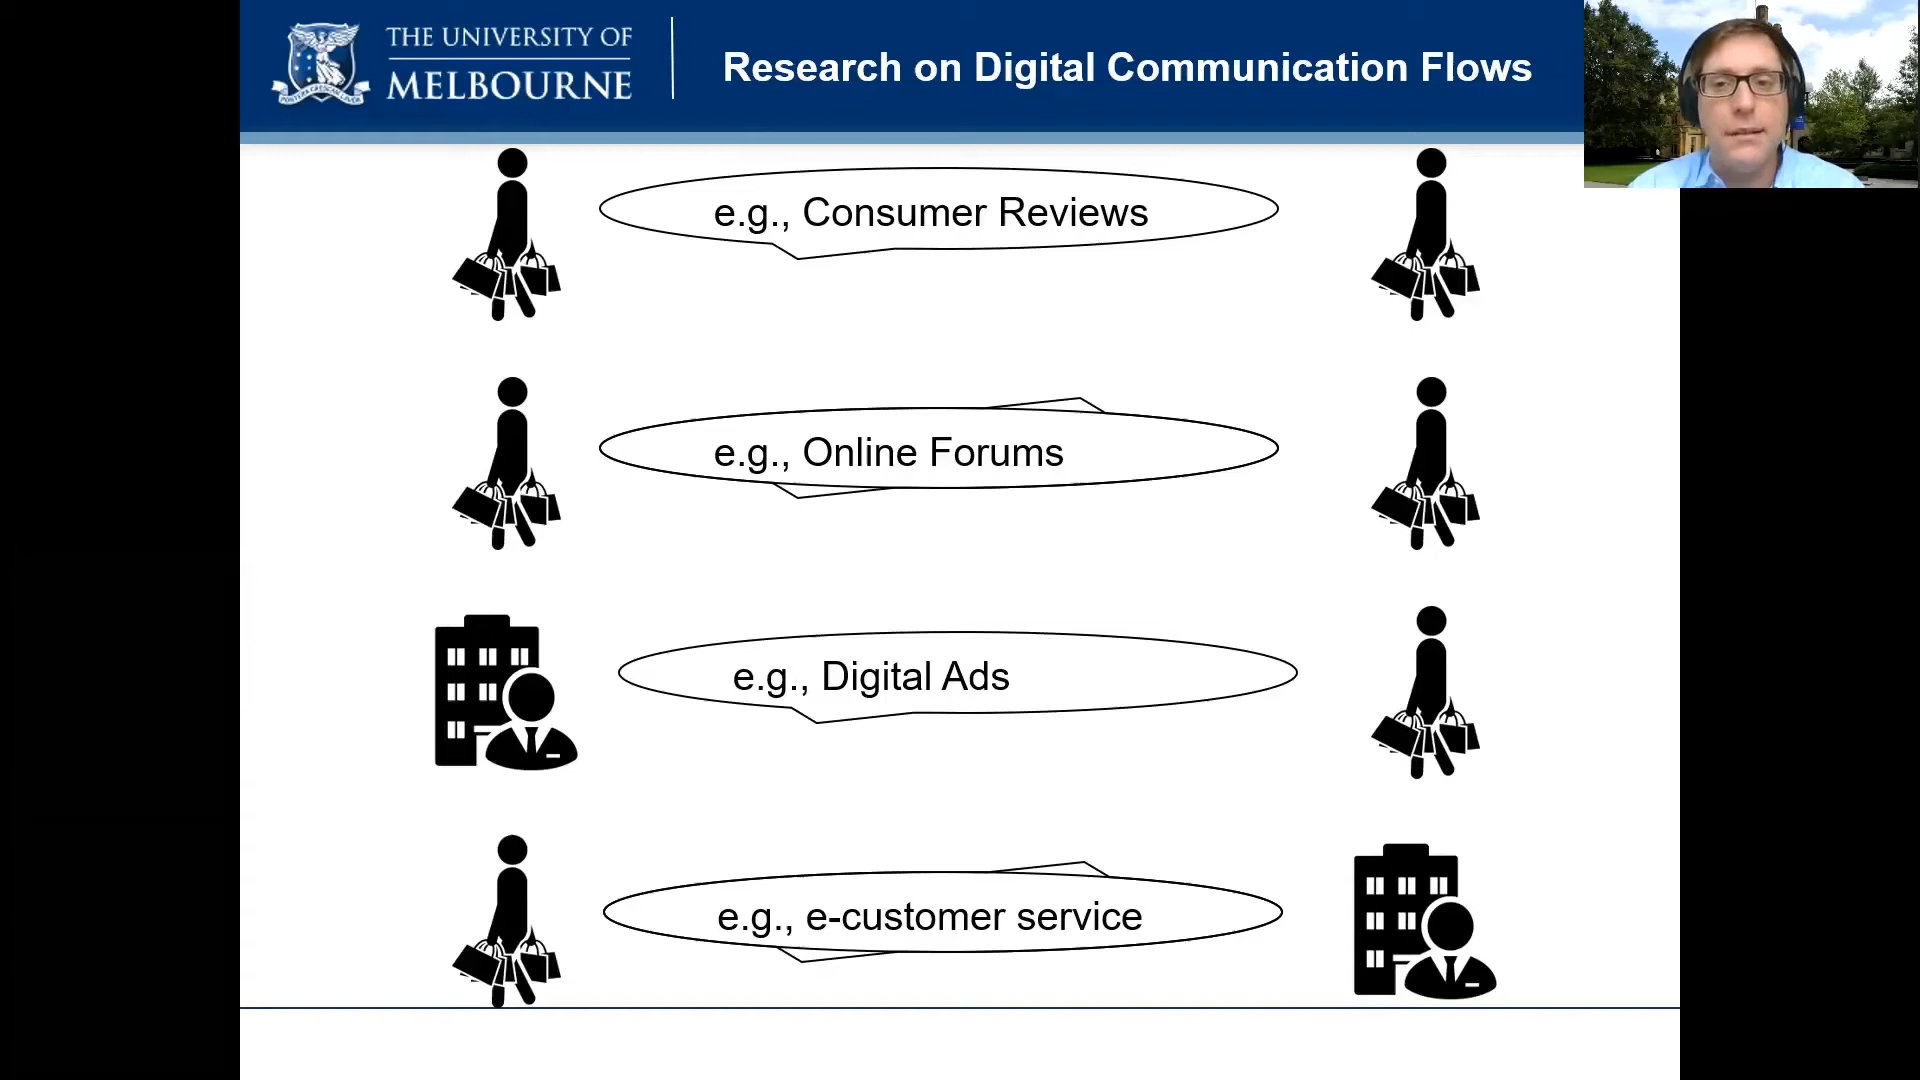 THE UNIVERSITY OF
MELBOURNE
Research on Digital Communication Flows
e.g., Consumer Reviews
e.g., Online Forums
e.g., Digital Ads
e.g., e-customer service